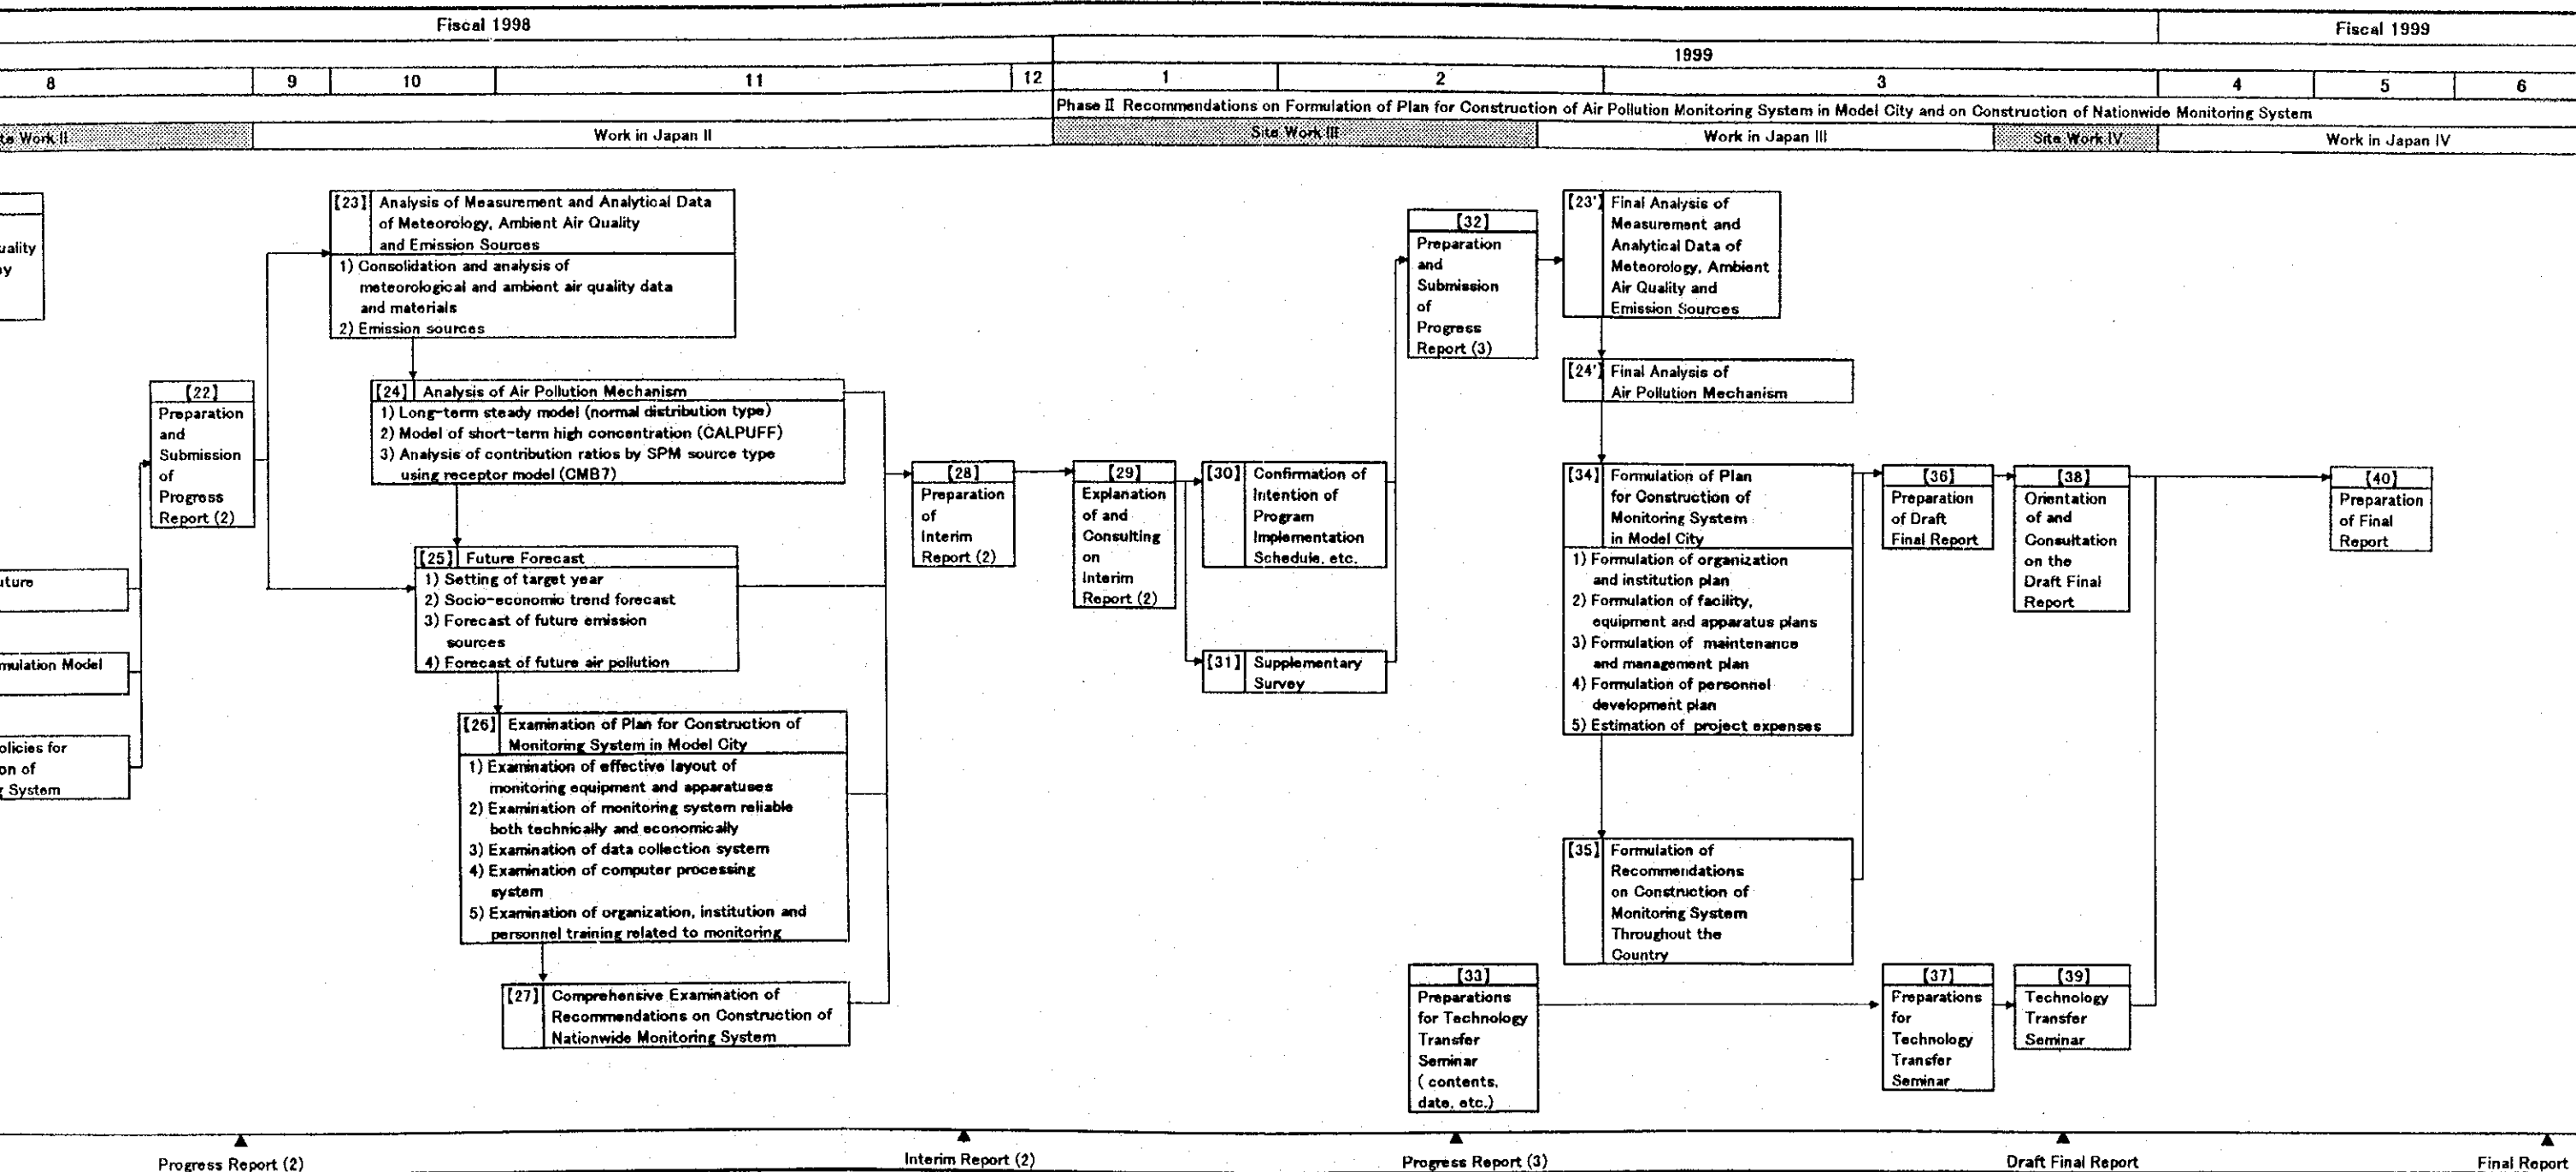 Fiscal 1998
Fiscal 1999
1999
8
9
10
11
12
1
2
3
4
5
6
Phase II Recommendations on Formulation of Plan for Construction of Air Pollution Monitoring System in Model City and on Construction of Nationwide Monitoring System
Work II
Work in Japan II
Site Work III
Work in Japan III
Site Work IV
Work in Japan IV
uality
y
uture
mulation Model
olicies for
on of
System
[22]
Preparation
and
Submission
of
Progress
Report (2)
[23] Analysis of Measurement and Analytical Data
of Meteorology, Ambient Air Quality
and Emission Sources
1) Consolidation and analysis of
meteorological and ambient air quality data
and materials
2) Emission sources
[24] Analysis of Air Pollution Mechanism
1) Long-term steady model (normal distribution type)
2) Model of short-term high concentration (CALPUFF)
3) Analysis of contribution ratios by SPM source type
using receptor model (CMB7)
[25] Future Forecast
1) Setting of target year
2) Socio-economic trend forecast
3) Forecast of future emission
sources
4) Forecast of future air pollution
[26] Examination of Plan for Construction of
Monitoring System in Model City
1) Examination of effective layout of
monitoring equipment and apparatuses
2) Examination of monitoring system reliable
both technically and economically
3) Examination of data collection system
4) Examination of computer processing
system
5) Examination of organization, institution and
personnel training related to monitoring
[27] Comprehensive Examination of
Recommendations on Construction of
Nationwide Monitoring System
[28]
Preparation
of
Interim
Report (2)
[29]
Explanation
of and
Consulting
on
Interim
Report (2)
[30] Confirmation of
Intention of
Program
Implementation
Schedule, etc.
[31] Supplementary
Survey
[32]
Preparation
and
Submission
of
Progress
Report (3)
[33]
Preparations
for Technology
Transfer
Seminar
( contents,
date, etc.)
[23'] Final Analysis of
Measurement and
Analytical Data of
Meteorology, Ambient
Air Quality and
Emission Sources
[24'] Final Analysis of
Air Pollution Mechanism
[34] Formulation of Plan
for Construction of
Monitoring System
in Model City
1) Formulation of organization
and institution plan
2) Formulation of facility,
equipment and apparatus plans
3) Formulation of maintenance
and management plan
4) Formulation of personnel
development plan
5) Estimation of project expenses
[35] Formulation of
Recommendations
on Construction of
Monitoring System
Throughout the
Country
[36]
Preparation
of Draft
Final Report
[37]
Preparations
for
Technology
Transfer
Seminar
[38]
Orientation
of and
Consultation
on the
Draft Final
Report
[39]
Technology
Transfer
Seminar
[40]
Preparation
of Final
Report
Progress Report (2)
Interim Report (2)
Progress Report (3)
Draft Final Report
Final Report